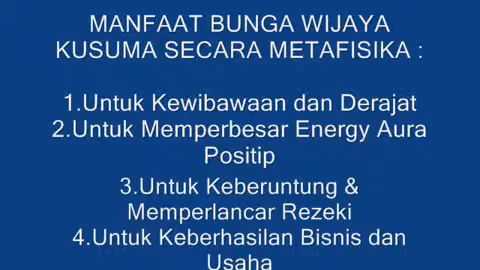 MANFAAT BUNGA WIJAYA
KUSUMA SECARA METAFISIKA :
1.Untuk Kewibawaan dan Derajat
2.Untuk Memperbesar Energy Aura
Positip
3.Untuk Keberuntung &
Memperlancar Rezeki
4.Untuk Keberhasilan Bisnis dan
Usaha